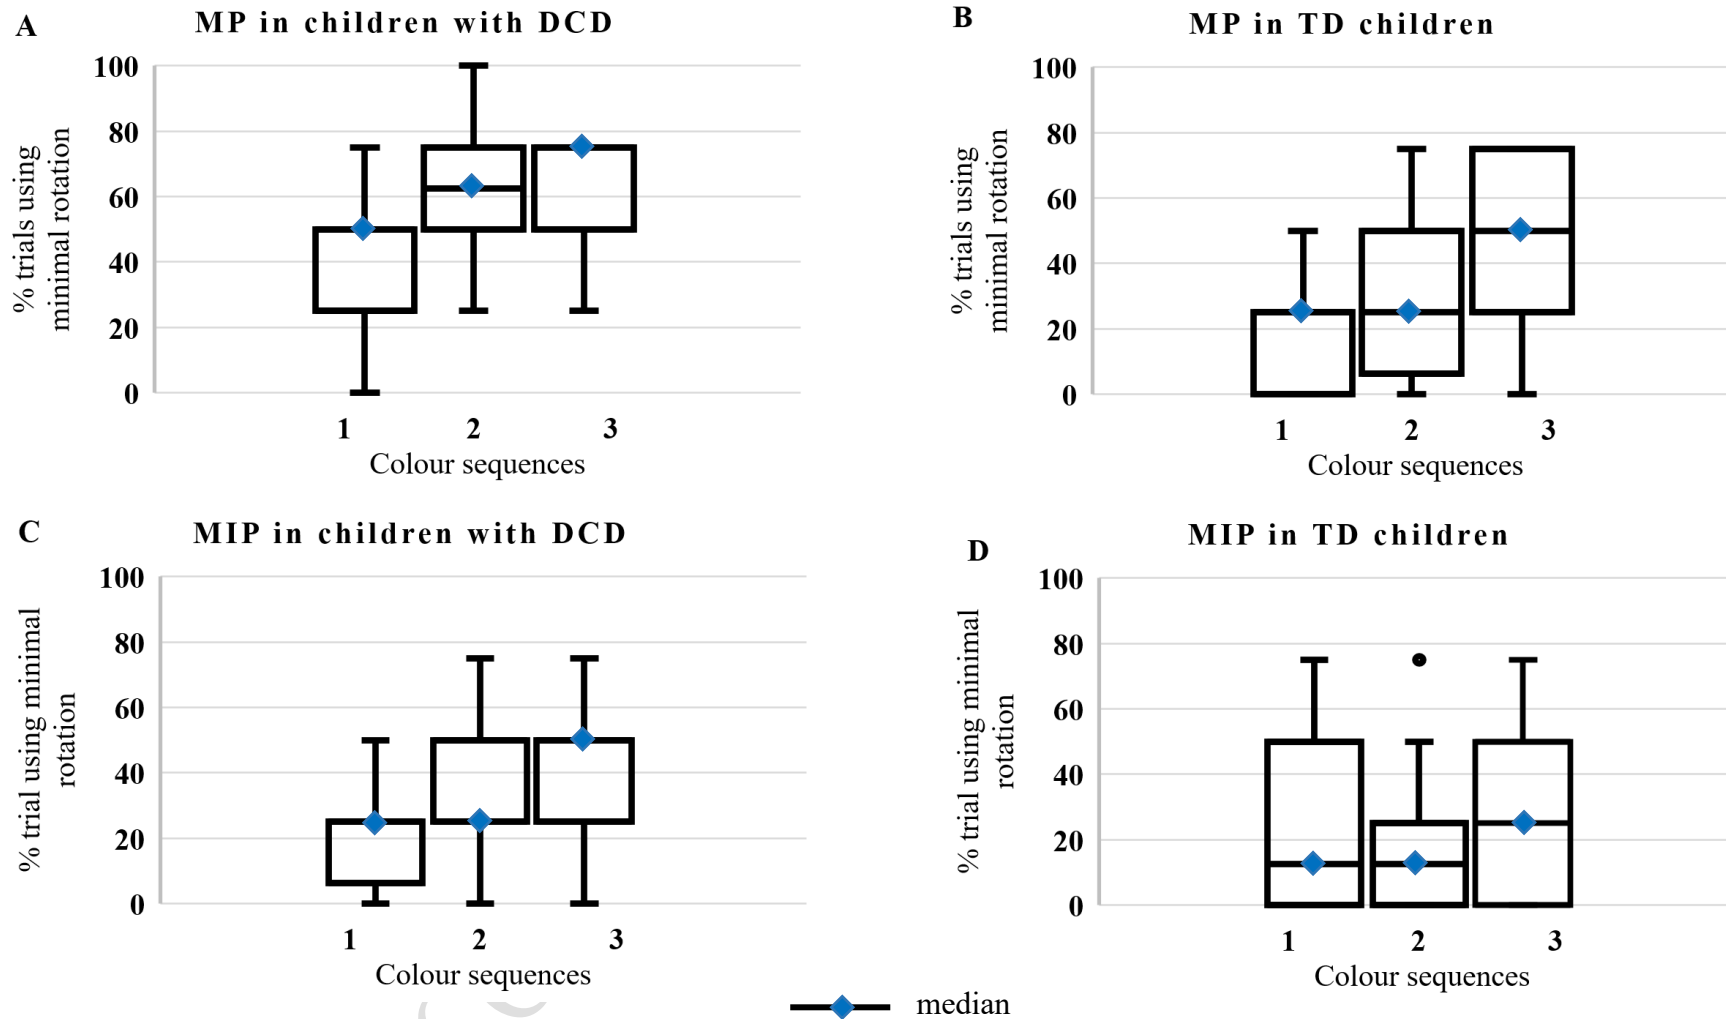 A
MP in children with DCD
100
80
60
40
20
0
% trials using
minimal rotation
1 2 3
Colour sequences
B
MP in TD children
100
80
60
40
20
0
% trials using
minimal rotation
1 2 3
Colour sequences
C
MIP in children with DCD
100
80
60
40
20
0
% trial using minimal
rotation
1 2 3
Colour sequences
D
MIP in TD children
100
80
60
40
20
0
% trial using minimal
rotation
1 2 3
Colour sequences
median